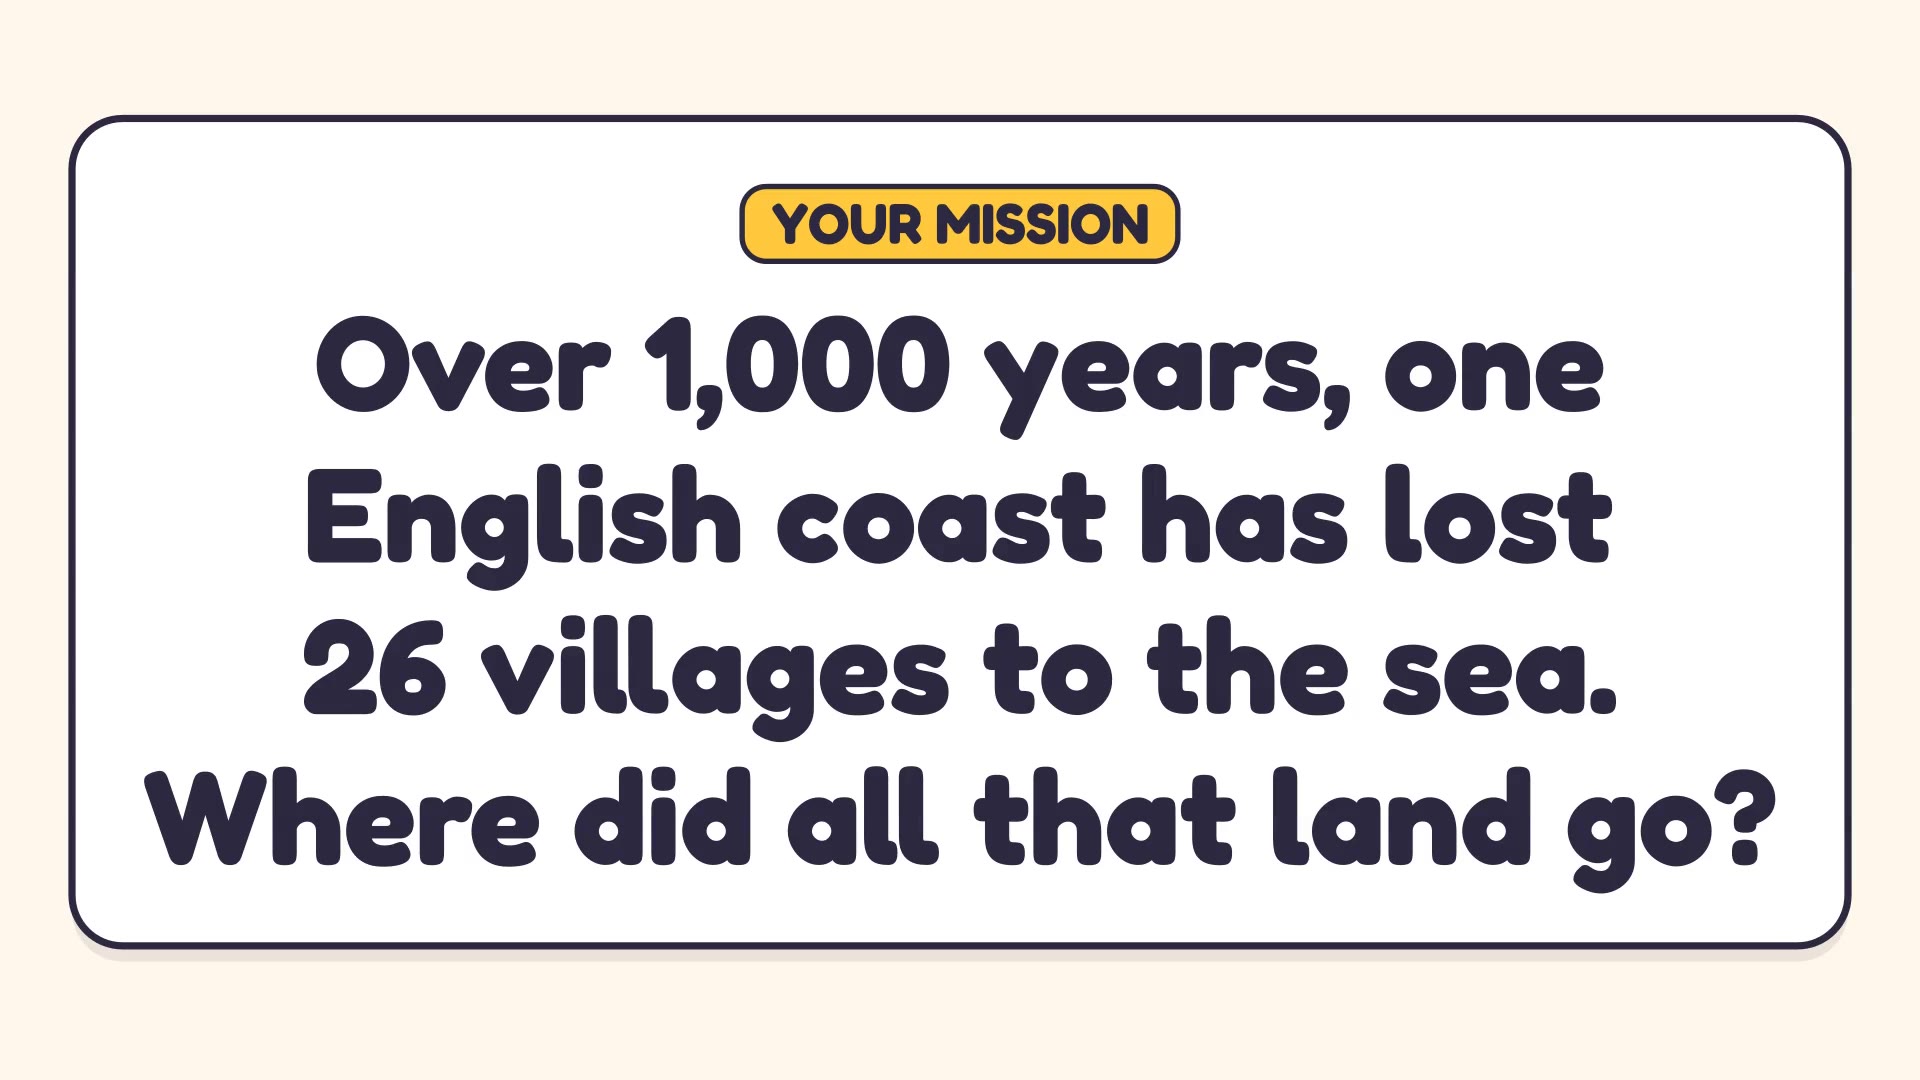 YOUR MISSION
Over 1,000 years, one
English coast has lost
26 villages to the sea.
Where did all that land go?